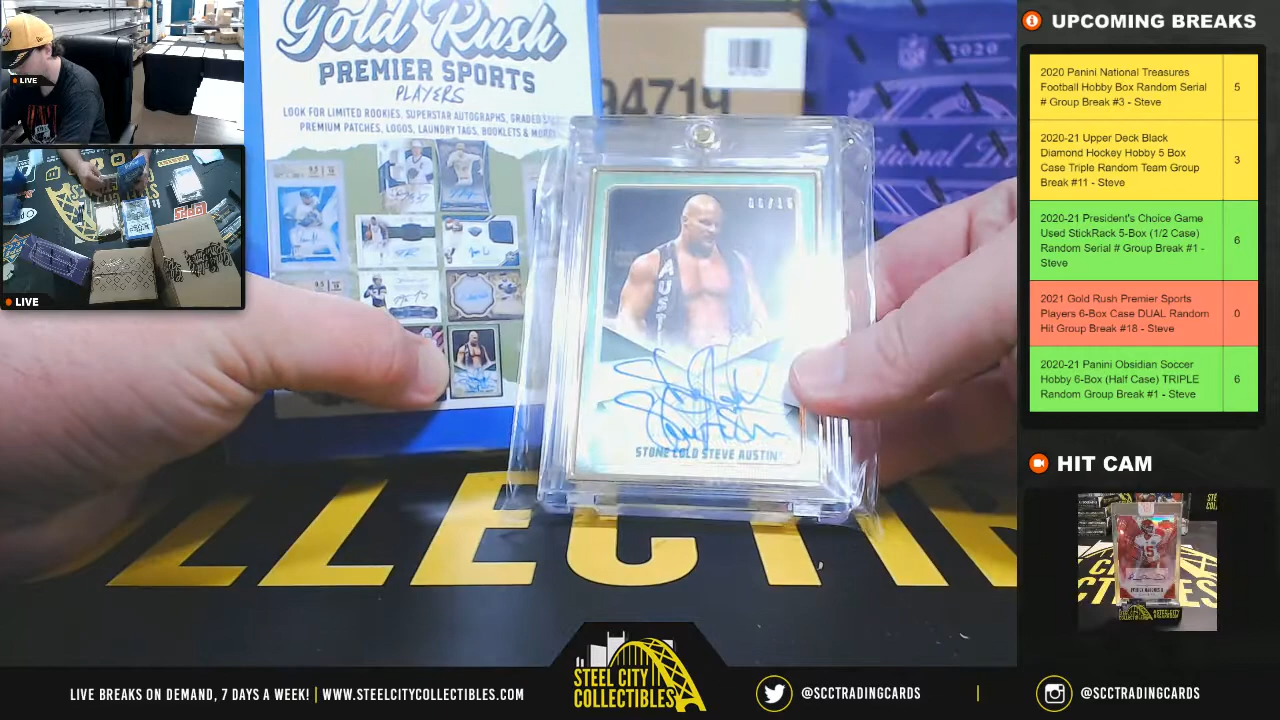 LIVE
LIVE
Gold Rush
PREMIER SPORTS
PLAYERS
LOOK FOR LIMITED ROOKIES, SUPERSTAR AUTOGRAPHS, GRADED
PREMIUM PATCHES, LOGOS, LAUNDRY TAGS, BOOKLETS & MORE
94719
NFL 2020
AUSTIN
STONE COLD STEVE AUSTIN
LLECTI
UPCOMING BREAKS
2020 Panini National Treasures
Football Hobby Box Random Serial
# Group Break #3 - Steve
5
2020-21 Upper Deck Black
Diamond Hockey Hobby 5 Box
Case Triple Random Team Group
Break #11 - Steve
3
2020-21 President's Choice Game
Used StickRack 5-Box (1/2 Case)
Random Serial # Group Break #1 -
Steve
6
2021 Gold Rush Premier Sports
Players 6-Box Case DUAL Random
Hit Group Break #18 - Steve
0
2020-21 Panini Obsidian Soccer
Hobby 6-Box (Half Case) TRIPLE
Random Group Break #1 - Steve
6
HIT CAM
LIVE BREAKS ON DEMAND, 7 DAYS A WEEK! | WWW.STEELCITYCOLLECTIBLES.COM
STEEL CITY
COLLECTIBLES
@SCCTRADINGCARDS
@SCCTRADINGCARDS